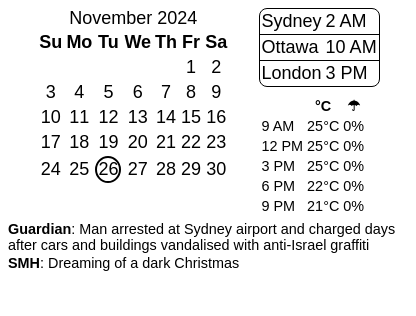 November 2024
Su Mo Tu We Th Fr Sa
1 2
3 4 5 6 7 8 9
10 11 12 13 14 15 16
17 18 19 20 21 22 23
24 25 26 27 28 29 30
Sydney 2 AM
Ottawa 10 AM
London 3 PM
°C ☂
9 AM 25°C 0%
12 PM 25°C 0%
3 PM 25°C 0%
6 PM 22°C 0%
9 PM 21°C 0%
Guardian: Man arrested at Sydney airport and charged days
after cars and buildings vandalised with anti-Israel graffiti
SMH: Dreaming of a dark Christmas